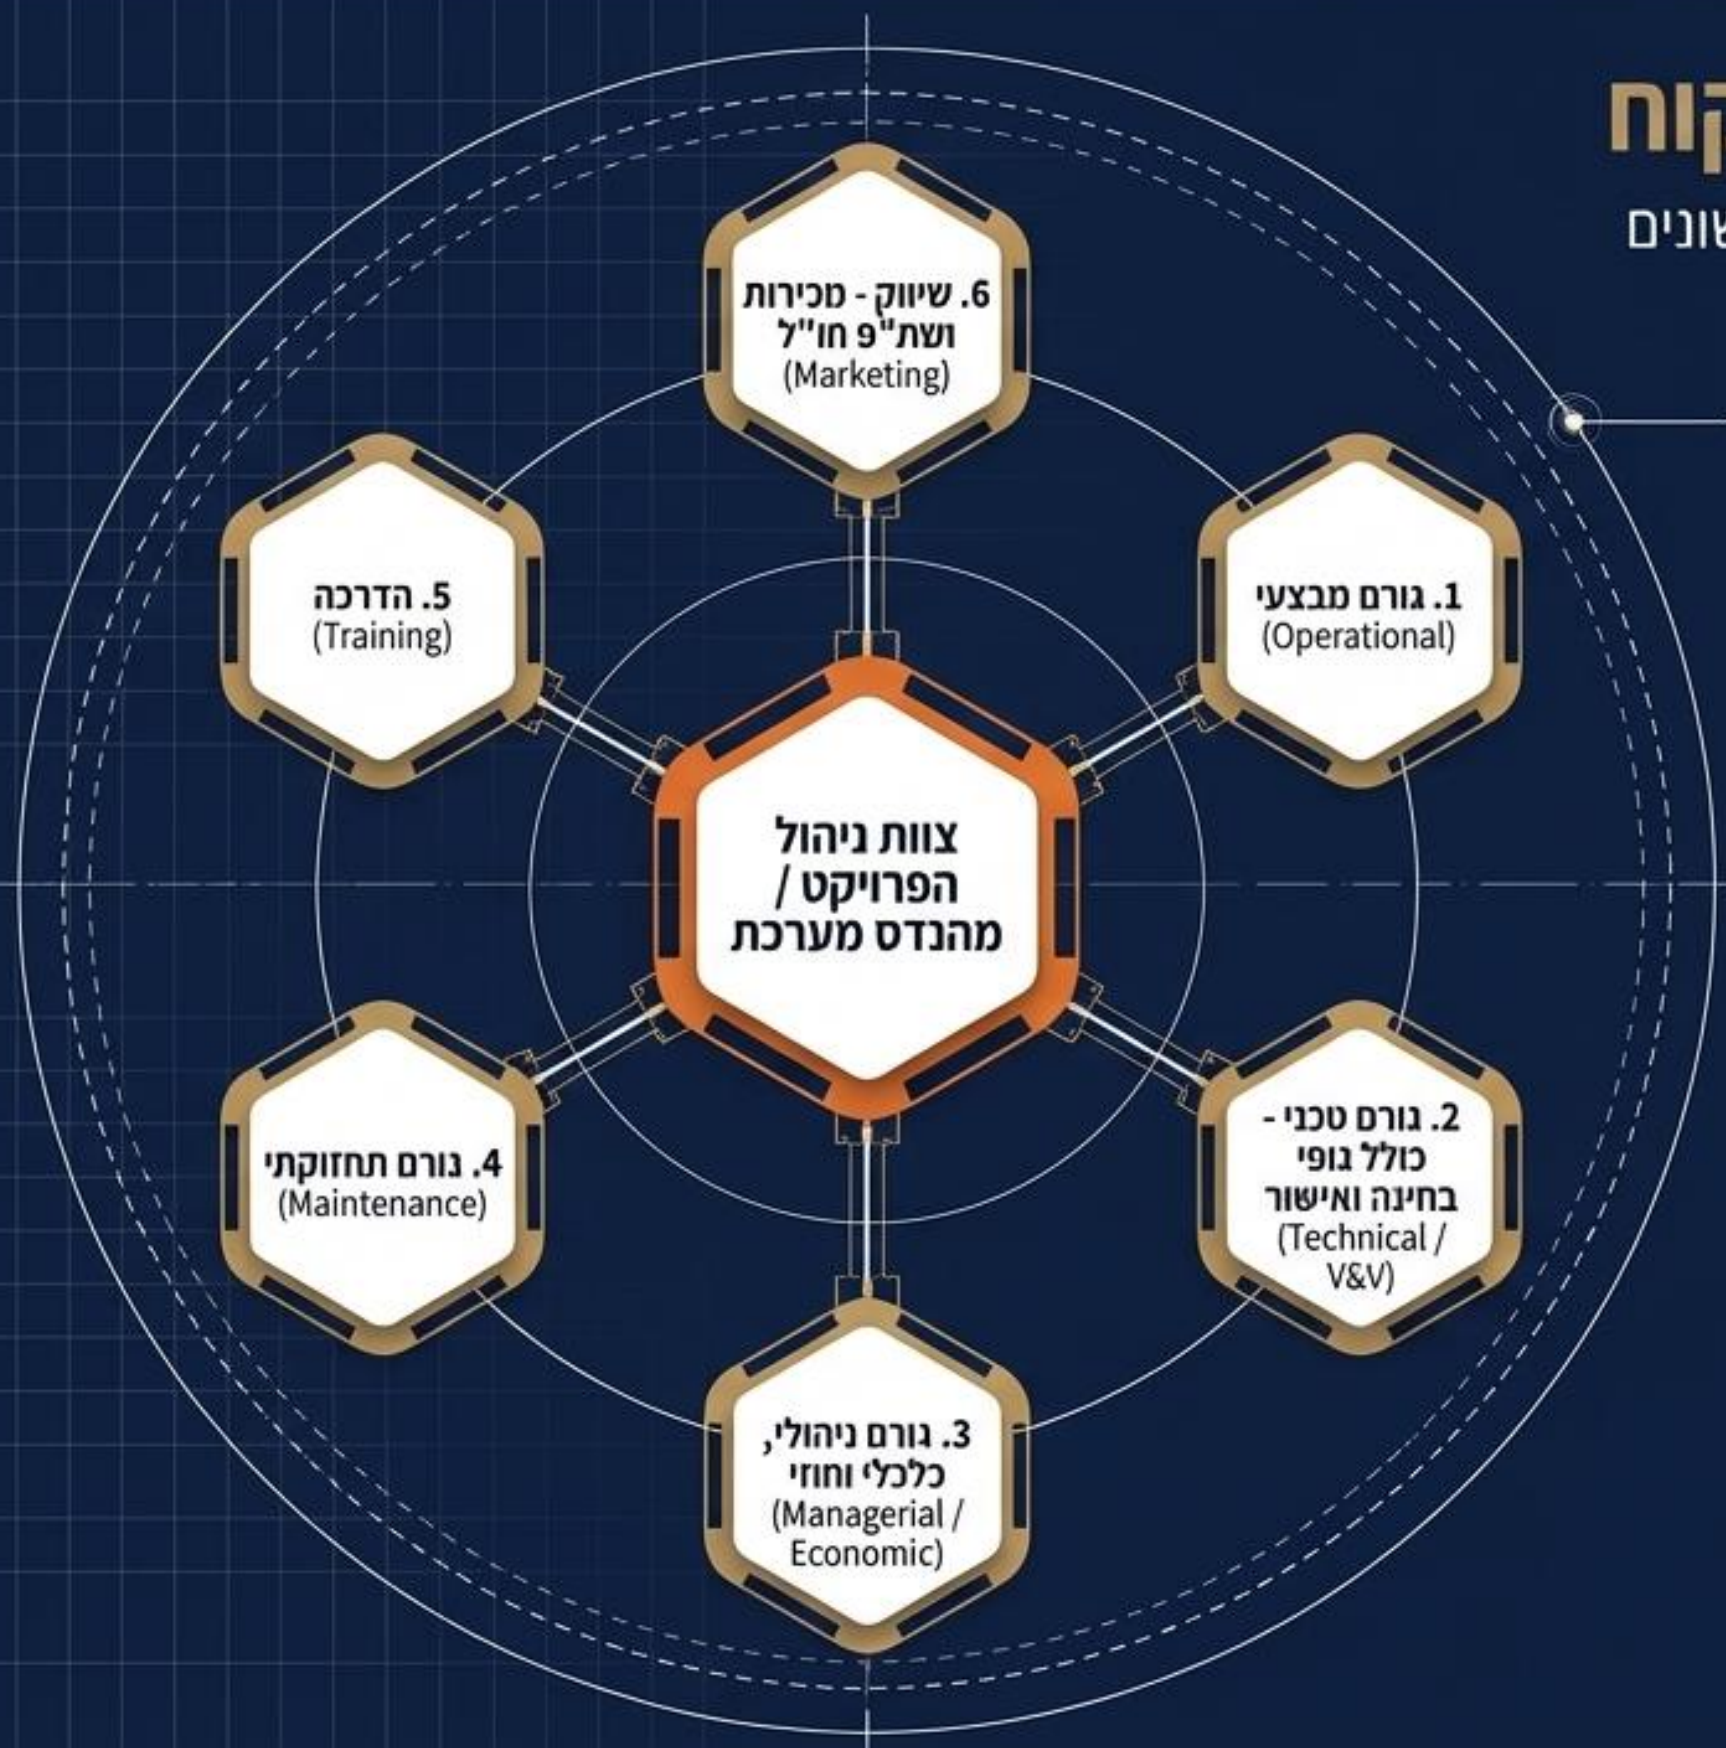 קוח
שונים
6. שיווק - מכירות
ושת"פ חו"ל
(Marketing)
1. גורם מבצעי
(Operational)
2. גורם טכני -
כולל גופי
בחינה ואישור
(Technical /
V&V)
3. גורם ניהולי,
כלכלי וחוזי
(Managerial /
Economic)
4. גורם תחזוקתי
(Maintenance)
5. הדרכה
(Training)
צוות ניהול
הפרויקט /
מהנדס מערכת